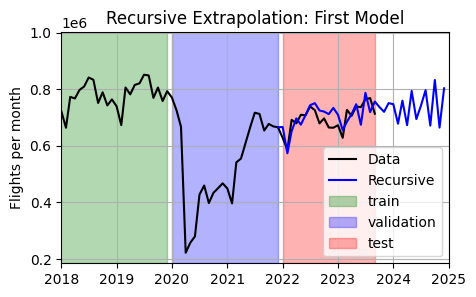 Recursive Extrapolation: First Model
1e6
Flights per month
1.0
0.8
0.6
0.4
0.2
Data
Recursive
train
validation
test
2018 2019 2020 2021 2022 2023 2024 2025